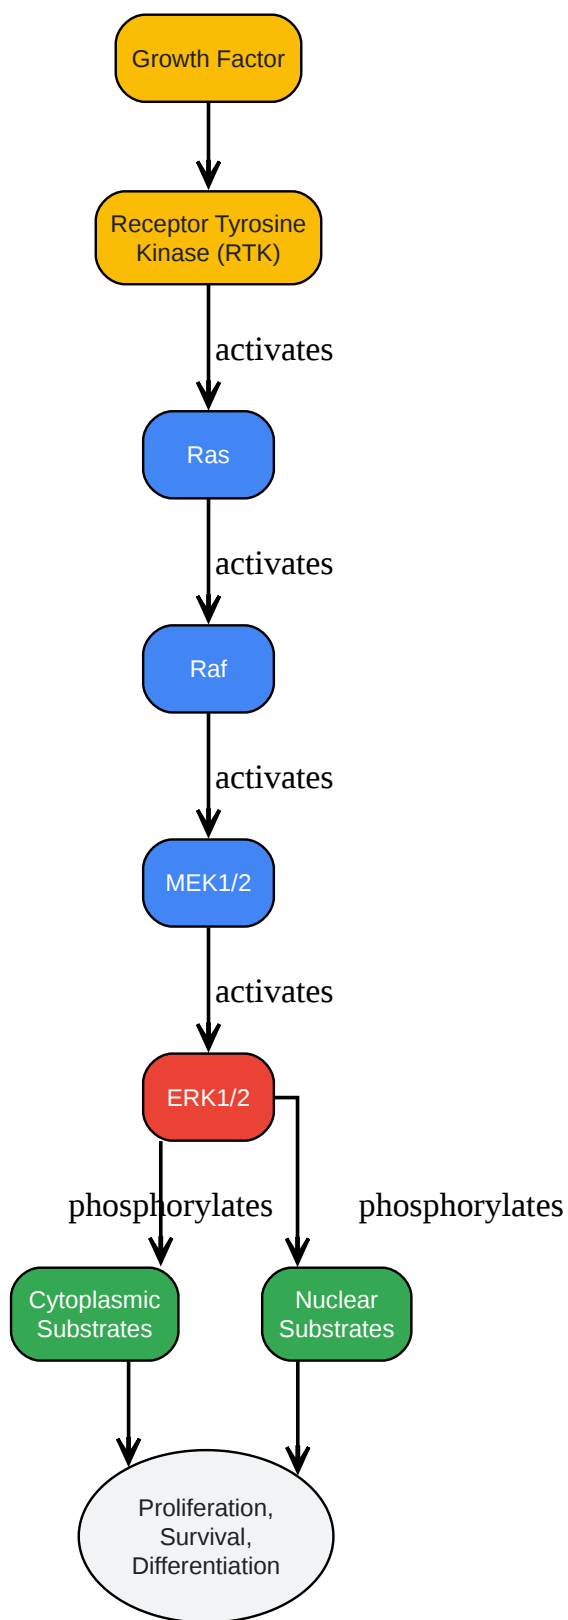 Growth Factor
Receptor Tyrosine
Kinase (RTK)
activates
Ras
activates
Raf
activates
MEK1/2
activates
ERK1/2
phosphorylates
phosphorylates
Cytoplasmic
Substrates
Nuclear
Substrates
Proliferation,
Survival,
Differentiation